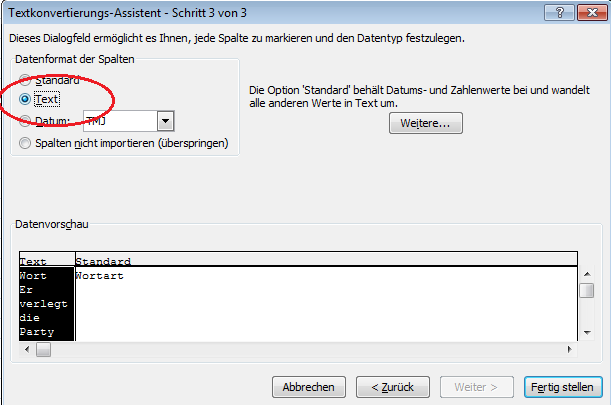 Textkonvertierungs-Assistent - Schritt 3 von 3
Dieses Dialogfeld ermöglicht es Ihnen, jede Spalte zu markieren und den Datentyp festzulegen.
Datenformat der Spalten
Standard
Text
Datum: TMJ
Spalten nicht importieren (überspringen)
Die Option 'Standard' behält Datums- und Zahlenwerte bei und wandelt
alle anderen Werte in Text um.
Weitere...
Datenvorschau
Text Standard
Wort Wortart
Er
verlegt
die
Party
Abbrechen < Zurück Weiter > Fertig stellen